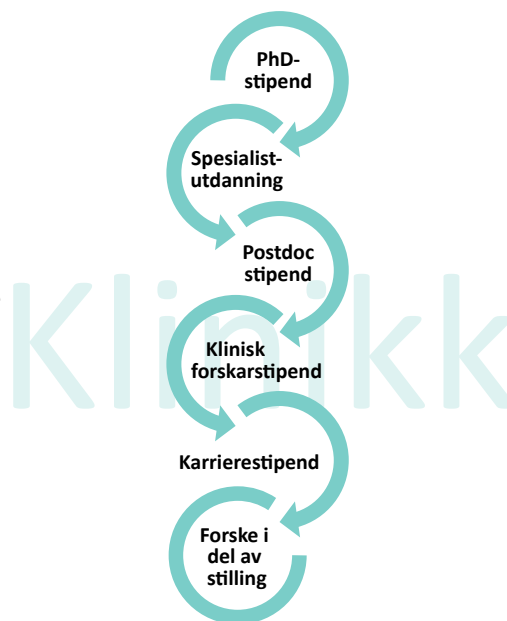 PhD-
stipend
Spesialist-
utdanning
Postdoc
stipend
Klinisk
forskarstipend
Klinikk
Karrierestipend
Forske i
del av
stilling